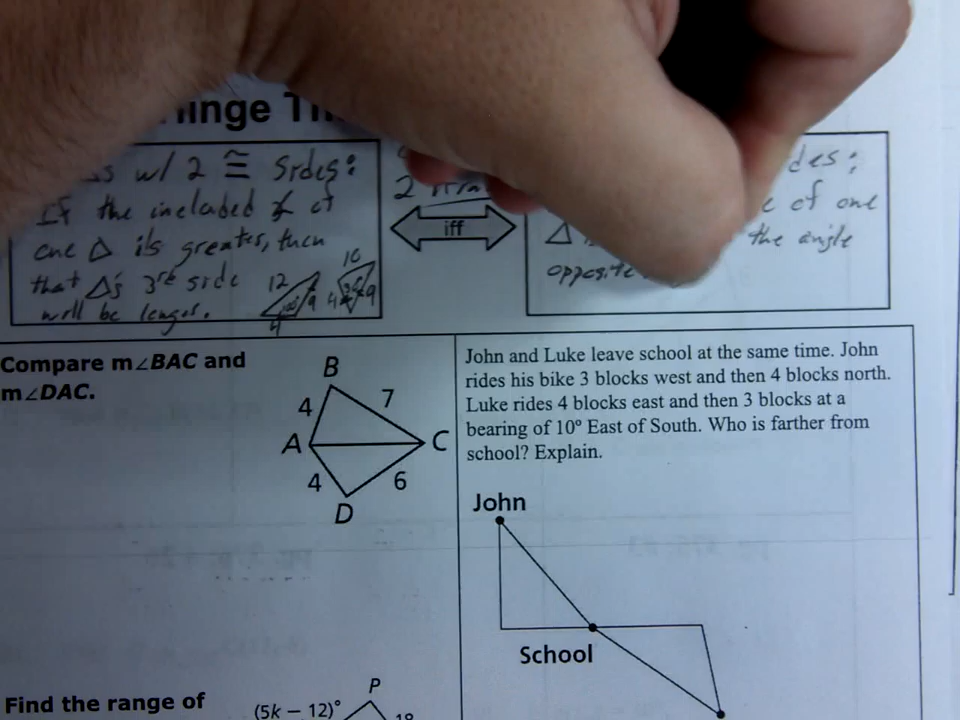 inge Th
△s w/ 2 ≅ Sides:
If the included ∡ of
one △ is greater, then
that △'s 3rd side
will be longer.
12
9
4
10
4
9
2
iff
des:
e of one
△ the angle
opposite
Compare m∠BAC and
m∠DAC.
B
4
7
A
C
4
6
D
John and Luke leave school at the same time. John
rides his bike 3 blocks west and then 4 blocks north.
Luke rides 4 blocks east and then 3 blocks at a
bearing of 10º East of South. Who is farther from
school? Explain.
John
School
Find the range of
P
(5k – 12)°
18